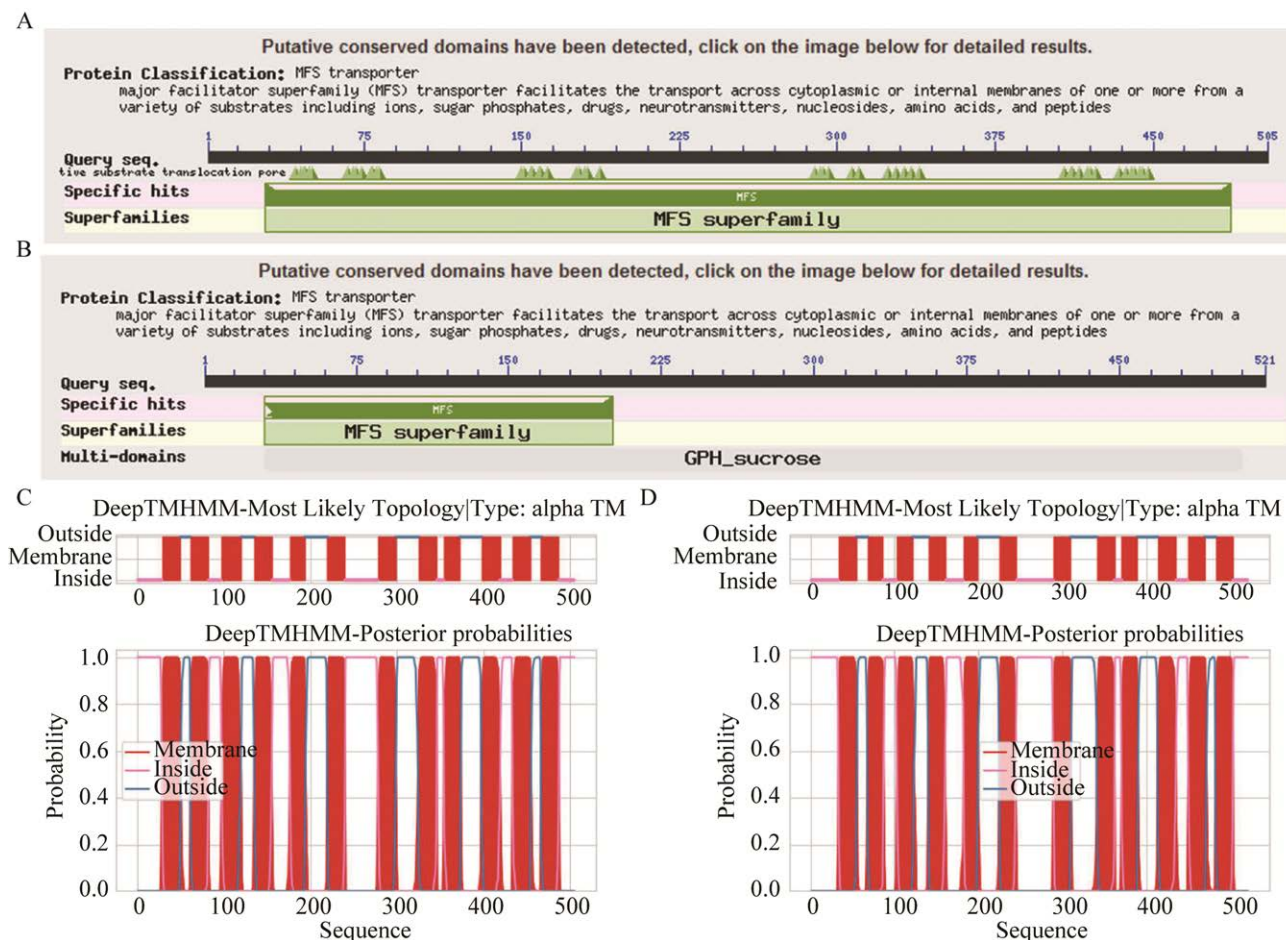 A
Putative conserved domains have been detected, click on the image below for detailed results.
Protein Classification: MFS transporter
major facilitator superfamily (MFS) transporter facilitates the transport across cytoplasmic or internal membranes of one or more from a
variety of substrates including ions, sugar phosphates, drugs, neurotransmitters, nucleosides, amino acids, and peptides
1 75 150 225 300 375 450 505
Query seq.
tive substrate translocation pore
Specific hits MFS
Superfamilies MFS superfamily
B
Putative conserved domains have been detected, click on the image below for detailed results.
Protein Classification: MFS transporter
major facilitator superfamily (MFS) transporter facilitates the transport across cytoplasmic or internal membranes of one or more from a
variety of substrates including ions, sugar phosphates, drugs, neurotransmitters, nucleosides, amino acids, and peptides
1 75 150 225 300 375 450 521
Query seq.
Specific hits MFS
Superfamilies MFS superfamily
Multi-domains GPH_sucrose
C
DeepTMHMM-Most Likely Topology|Type: alpha TM
Outside
Membrane
Inside
0 100 200 300 400 500
DeepTMHMM-Posterior probabilities
1.0
0.8
0.6
0.4
0.2
0.0
Probability
Membrane
Inside
Outside
0 100 200 300 400 500
Sequence
D
DeepTMHMM-Most Likely Topology|Type: alpha TM
Outside
Membrane
Inside
0 100 200 300 400 500
DeepTMHMM-Posterior probabilities
1.0
0.8
0.6
0.4
0.2
0.0
Probability
Membrane
Inside
Outside
0 100 200 300 400 500
Sequence